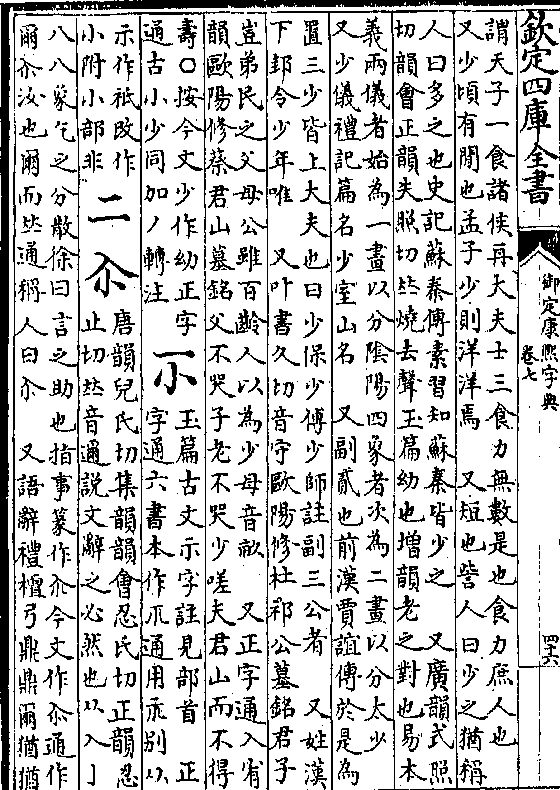 欽定四庫全書
御定康熙字典
卷七
四十六
謂天子一食諸侯再大夫士三食力無數是也食力庶人也
又少頃有間也孟子少則洋洋焉　又短也訾人曰少之猶稱
人曰多之也史記蘇秦傳素習知蘇秦皆少之　又廣韻式照
切韻會正韻失照切𠀤燒去聲玉篇幼也增韻老之對也易本
義兩儀者始為一畫以分陰陽四象者次為二畫以分太少
又少儀禮記篇名少室山名　又副貳也前漢賈誼傳於是為
置三少皆上大夫也曰少保少傅少師註副三公者　又姓漢
下邽令少年唯　又叶書久切音守歐陽修杜祁公墓銘君子
豈弟民之父母公雖百齡人以為少母音畝　又正字通入宥
韻歐陽修蔡君山墓銘父不哭子老不哭少嗟夫君山而不得
壽○按今文少作幼正字
通古小少同加丿轉注
一
玉篇古文示字註見部首　正
字通六書本作通用別以
示作祇改作
小附小部非
二
尒
唐韻兒氏切集韻韻會忍氏切正韻忍
止切𠀤音邇說文辭之必然也从入丨
八八象气之分散徐曰言之助也指事篆作今文作尒通作
爾尒汝也爾而𠀤通稱人曰尒　又語辭禮檀弓鼎鼎爾猶猶